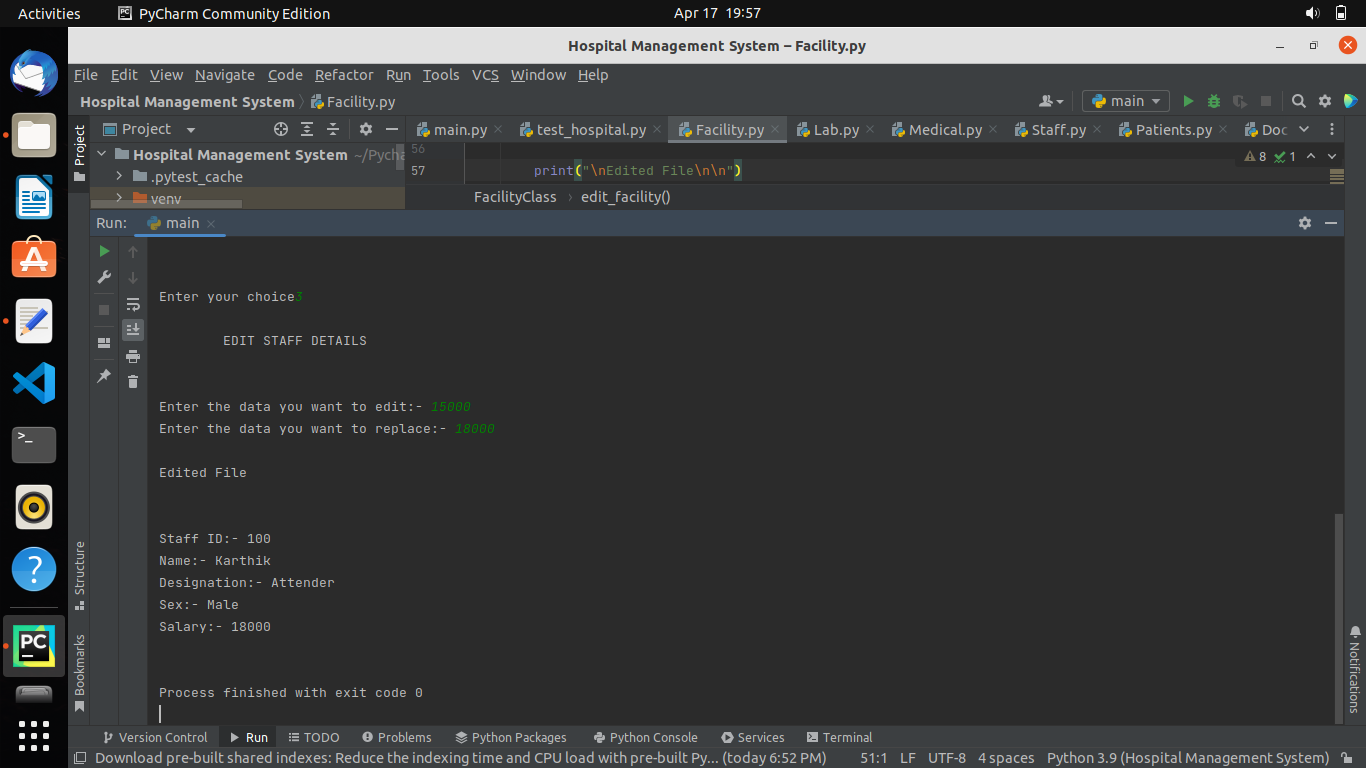 Activities PyCharm Community Edition Apr 17 19:57
Hospital Management System – Facility.py
File Edit View Navigate Code Refactor Run Tools VCS Window Help
Hospital Management System Facility.py main
Project main.py test_hospital.py Facility.py Lab.py Medical.py Staff.py Patients.py Doc
Project
Hospital Management System ~/Pycha
.pytest_cache
venv
56
57 print("\nEdited File\n\n")
8 1
FacilityClass › edit_facility()
Run: main
Enter your choice3
EDIT STAFF DETAILS
Enter the data you want to edit:- 15000
Enter the data you want to replace:- 18000
Edited File
Staff ID:- 100
Name:- Karthik
Designation:- Attender
Sex:- Male
Salary:- 18000
Process finished with exit code 0
Structure
Bookmarks
Notifications
>_
?
PC
Version Control Run TODO Problems Python Packages Python Console Services Terminal
Download pre-built shared indexes: Reduce the indexing time and CPU load with pre-built Py... (today 6:52 PM) 51:1 LF UTF-8 4 spaces Python 3.9 (Hospital Management System)